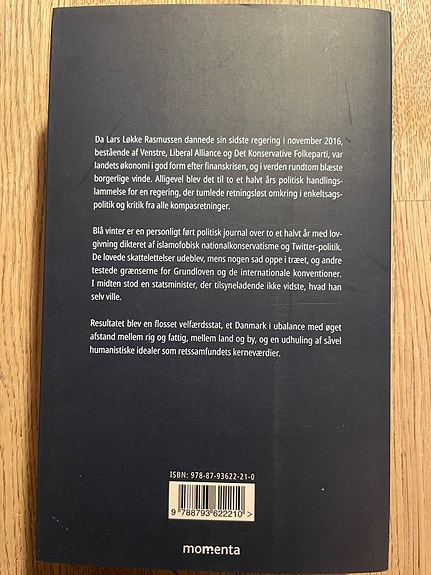 Da Lars Løkke Rasmussen dannede sin sidste regering i november 2016,
bestående af Venstre, Liberal Alliance og Det Konservative Folkeparti, var
landets økonomi i god form efter finanskrisen, og i verden rundtom blæste
borgerlige vinde. Alligevel blev det til to et halvt års politisk handlings-
lammelse for en regering, der tumlede retningsløst omkring i enkeltsags-
politik og kritik fra alle kompasretninger.
Blå vinter er en personligt ført politisk journal over to et halvt år med lov-
givning dikteret af islamofobisk nationalkonservatisme og Twitter-politik.
De lovede skattelettelser udeblev, mens nogen sad oppe i træet, og andre
testede grænserne for Grundloven og de internationale konventioner.
I midten stod en statsminister, der tilsyneladende ikke vidste, hvad han
selv ville.
Resultatet blev en flosset velfærdsstat, et Danmark i ubalance med øget
afstand mellem rig og fattig, mellem land og by, og en udhuling af såvel
humanistiske idealer som retssamfundets kerneværdier.
ISBN: 978-87-93622-21-0
9 788793 622210 >
momenta